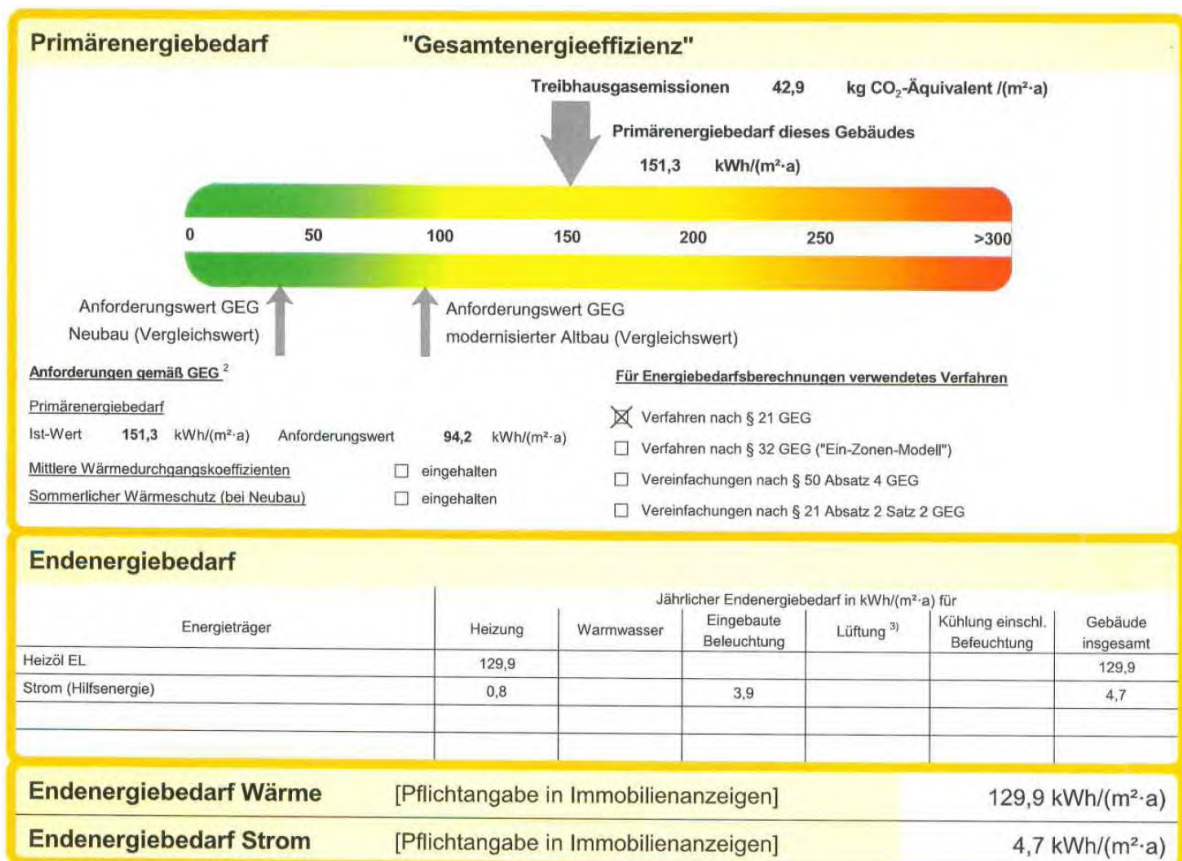 Primärenergiebedarf "Gesamtenergieeffizienz"
Treibhausgasemissionen 42,9 kg CO₂-Äquivalent /(m²·a)
Primärenergiebedarf dieses Gebäudes
151,3 kWh/(m²·a)
0 50 100 150 200 250 >300
Anforderungswert GEG
Neubau (Vergleichswert)
Anforderungswert GEG
modernisierter Altbau (Vergleichswert)
Anforderungen gemäß GEG ²
Primärenergiebedarf
Ist-Wert 151,3 kWh/(m²·a) Anforderungswert 94,2 kWh/(m²·a)
Mittlere Wärmedurchgangskoeffizienten ☐ eingehalten
Sommerlicher Wärmeschutz (bei Neubau) ☐ eingehalten
Für Energiebedarfsberechnungen verwendetes Verfahren
☒ Verfahren nach § 21 GEG
☐ Verfahren nach § 32 GEG ("Ein-Zonen-Modell")
☐ Vereinfachungen nach § 50 Absatz 4 GEG
☐ Vereinfachungen nach § 21 Absatz 2 Satz 2 GEG
Endenergiebedarf
Jährlicher Endenergiebedarf in kWh/(m²·a) für
Energieträger Heizung Warmwasser Eingebaute Beleuchtung Lüftung ³⁾ Kühlung einschl. Befeuchtung Gebäude insgesamt
Heizöl EL 129,9 129,9
Strom (Hilfsenergie) 0,8 3,9 4,7
Endenergiebedarf Wärme [Pflichtangabe in Immobilienanzeigen] 129,9 kWh/(m²·a)
Endenergiebedarf Strom [Pflichtangabe in Immobilienanzeigen] 4,7 kWh/(m²·a)